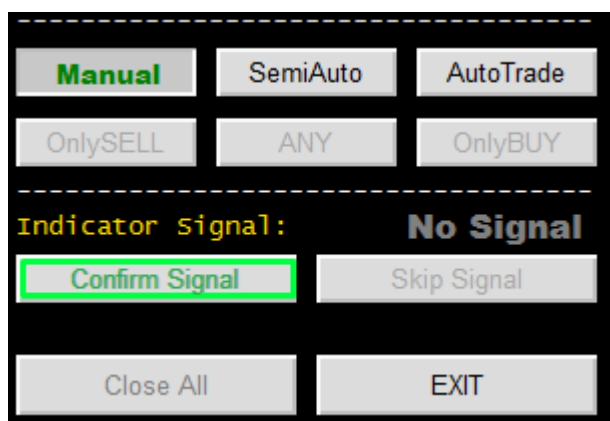 Manual SemiAuto AutoTrade
OnlySELL ANY OnlyBUY
Indicator Signal: No Signal
Confirm Signal Skip Signal
Close All EXIT